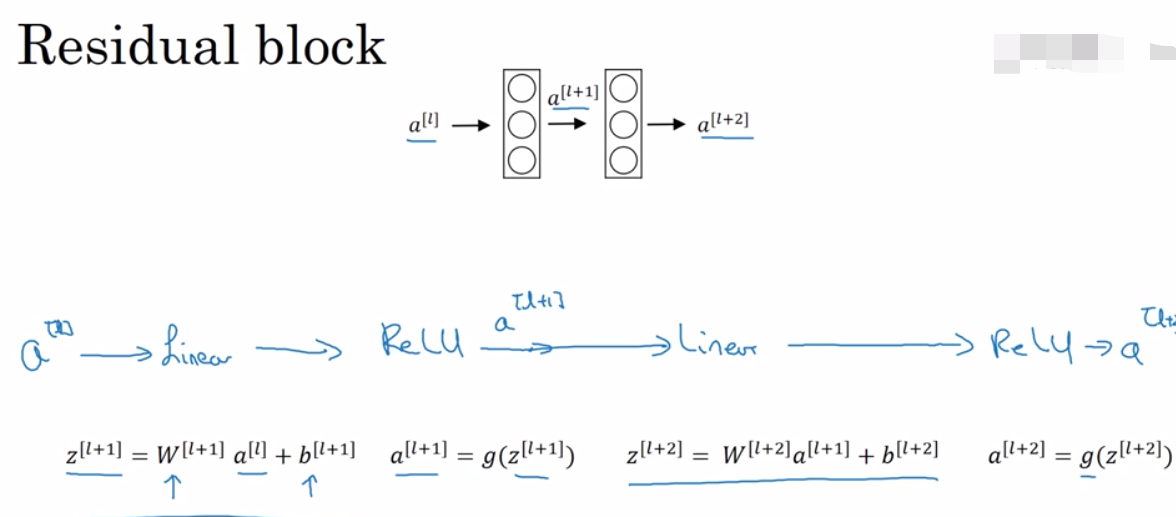 Residual block
a^[l] → a^[l+1] → → a^[l+2]
a^[l] → Linear → ReLU a^[l+1] → Linear → ReLU → a
z^[l+1] = W^[l+1] a^[l] + b^[l+1] a^[l+1] = g(z^[l+1]) z^[l+2] = W^[l+2]a^[l+1] + b^[l+2] a^[l+2] = g(z^[l+2])